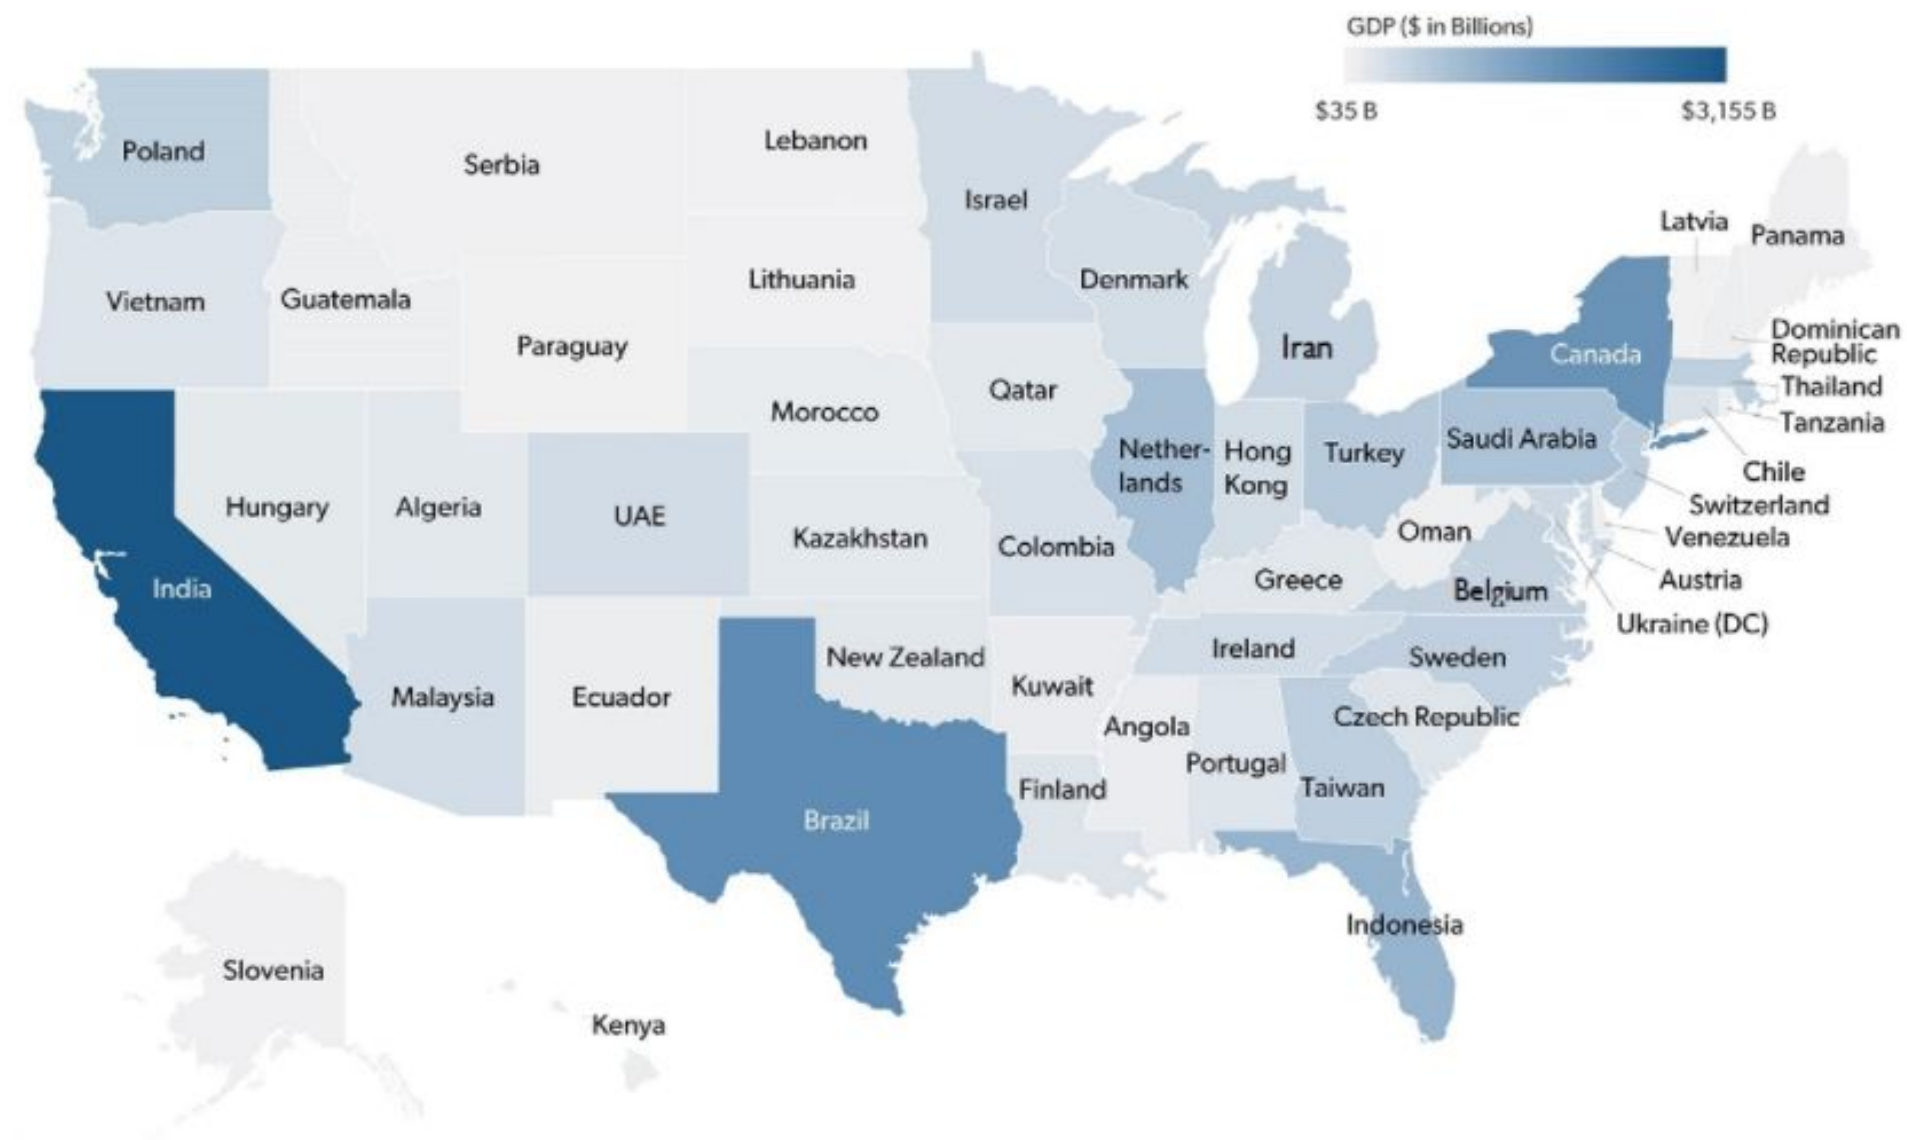 GDP ($ in Billions)
$35 B
$3,155 B
Poland
Serbia
Lebanon
Israel
Latvia
Panama
Vietnam
Guatemala
Lithuania
Denmark
Paraguay
Iran
Canada
Dominican
Republic
Thailand
Qatar
Morocco
Tanzania
Nether-
lands
Hong
Kong
Turkey
Saudi Arabia
Chile
Switzerland
Hungary
Algeria
UAE
Kazakhstan
Colombia
Oman
Venezuela
India
Greece
Belgium
Austria
Ukraine (DC)
New Zealand
Ireland
Sweden
Malaysia
Ecuador
Kuwait
Angola
Czech Republic
Portugal
Finland
Taiwan
Brazil
Indonesia
Slovenia
Kenya